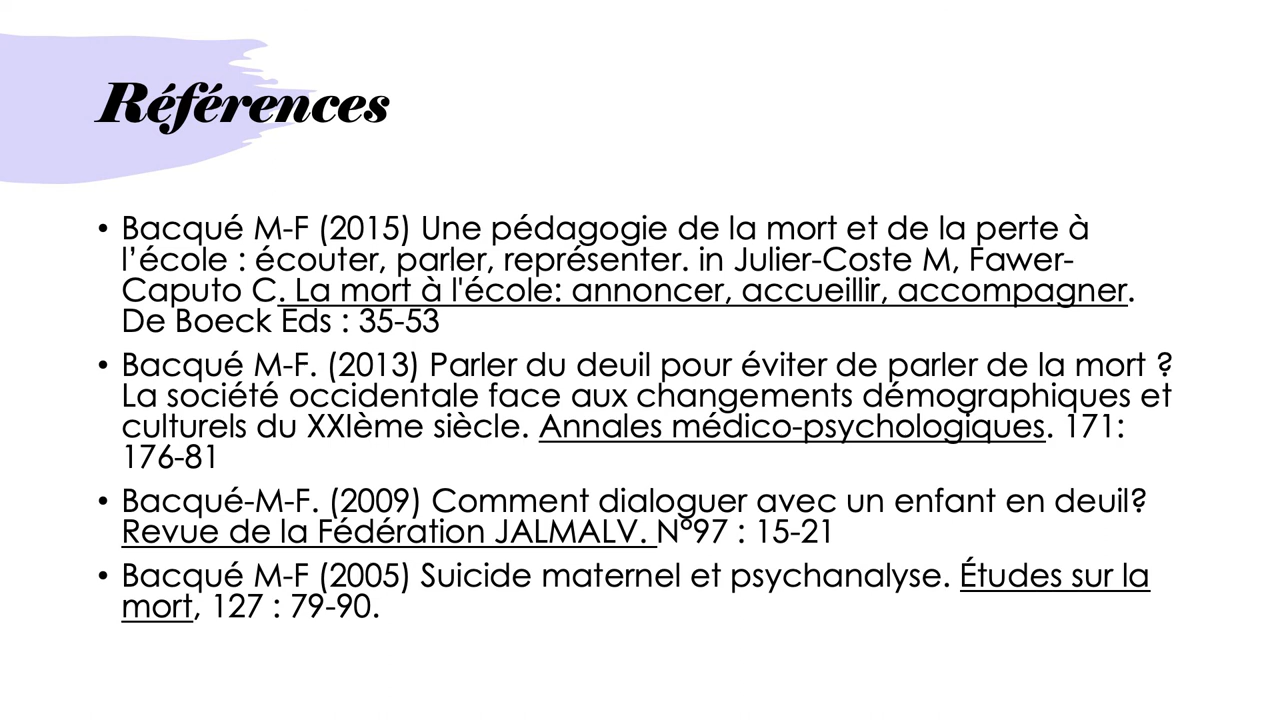 Références
• Bacqué M-F (2015) Une pédagogie de la mort et de la perte à
l’école : écouter, parler, représenter. in Julier-Coste M, Fawer-
Caputo C. La mort à l'école: annoncer, accueillir, accompagner.
De Boeck Eds : 35-53
• Bacqué M-F. (2013) Parler du deuil pour éviter de parler de la mort ?
La société occidentale face aux changements démographiques et
culturels du XXIème siècle. Annales médico-psychologiques. 171:
176-81
• Bacqué-M-F. (2009) Comment dialoguer avec un enfant en deuil?
Revue de la Fédération JALMALV. N°97 : 15-21
• Bacqué M-F (2005) Suicide maternel et psychanalyse. Études sur la
mort, 127 : 79-90.